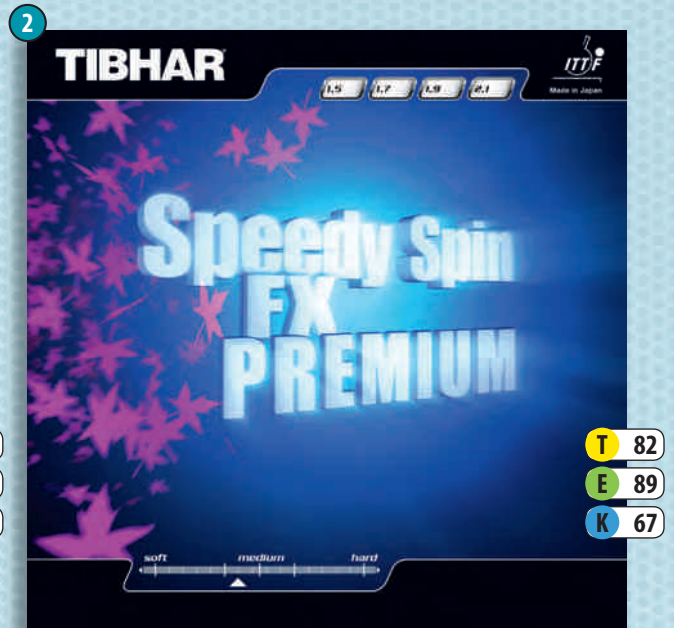 2
TIBHAR
1.5 1.7 1.9 2.1
ITTF
Made in Japan
Speedy Spin
FX
PREMIUM
T 82
E 89
K 67
soft medium hard